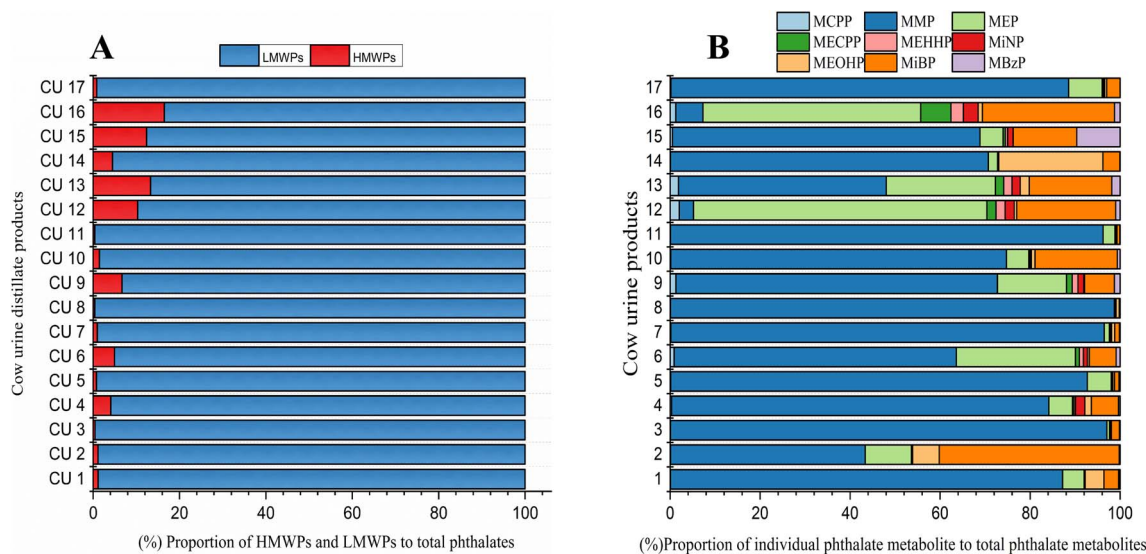 A
LMWPs HMWPs
CU 17
CU 16
CU 15
CU 14
CU 13
CU 12
CU 11
CU 10
CU 9
CU 8
CU 7
CU 6
CU 5
CU 4
CU 3
CU 2
CU 1
Cow urine distillate products
0 20 40 60 80 100
(%) Proportion of HMWPs and LMWPs to total phthalates
B
MCPP MMP MEP
MECPP MEHHP MiNP
MEOHP MiBP MBzP
17
16
15
14
13
12
11
10
9
8
7
6
5
4
3
2
1
Cow urine products
0 20 40 60 80 100
(%)Proportion of individual phthalate metabolite to total phthalate metabolites